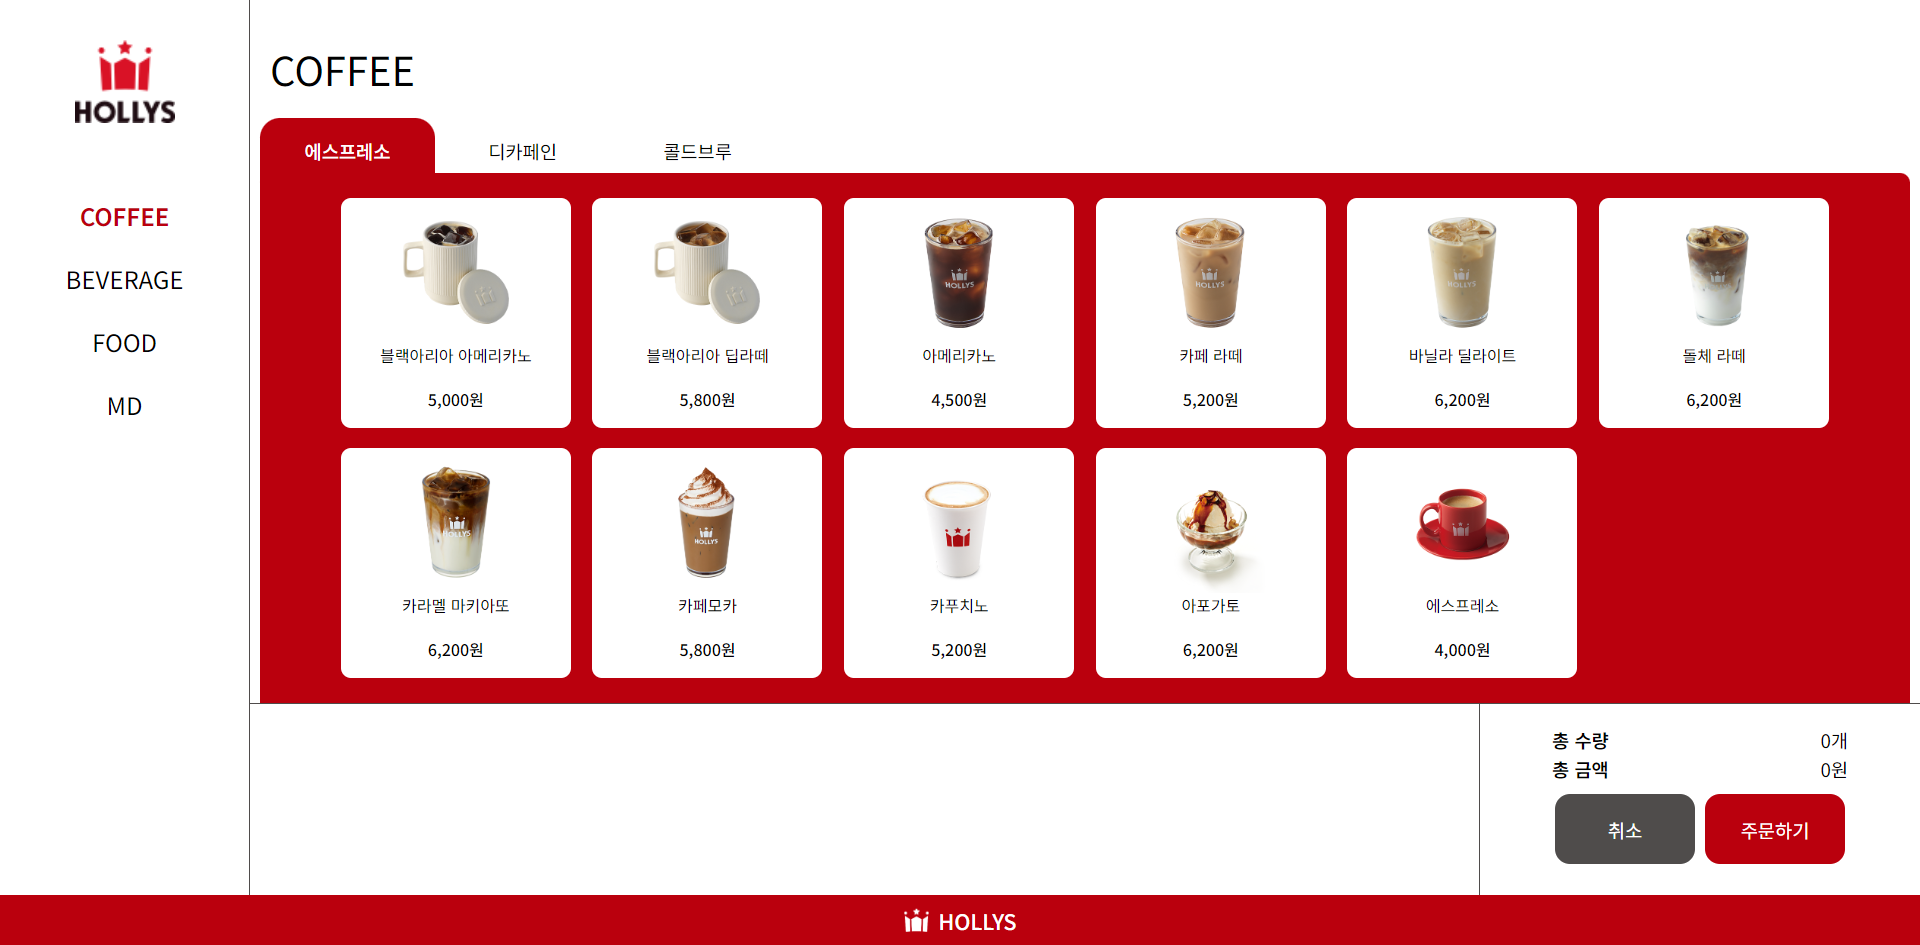 HOLLYS
COFFEE
BEVERAGE
FOOD
MD
COFFEE
에스프레소 디카페인 콜드브루
블랙아리아 아메리카노
5,000원
블랙아리아 딥라떼
5,800원
HOLLYS
아메리카노
4,500원
HOLLYS
카페 라떼
5,200원
HOLLYS
바닐라 딜라이트
6,200원
돌체 라떼
6,200원
HOLLYS
카라멜 마키아또
6,200원
HOLLYS
카페모카
5,800원
카푸치노
5,200원
아포가토
6,200원
에스프레소
4,000원
총 수량 0개
총 금액 0원
취소 주문하기
HOLLYS